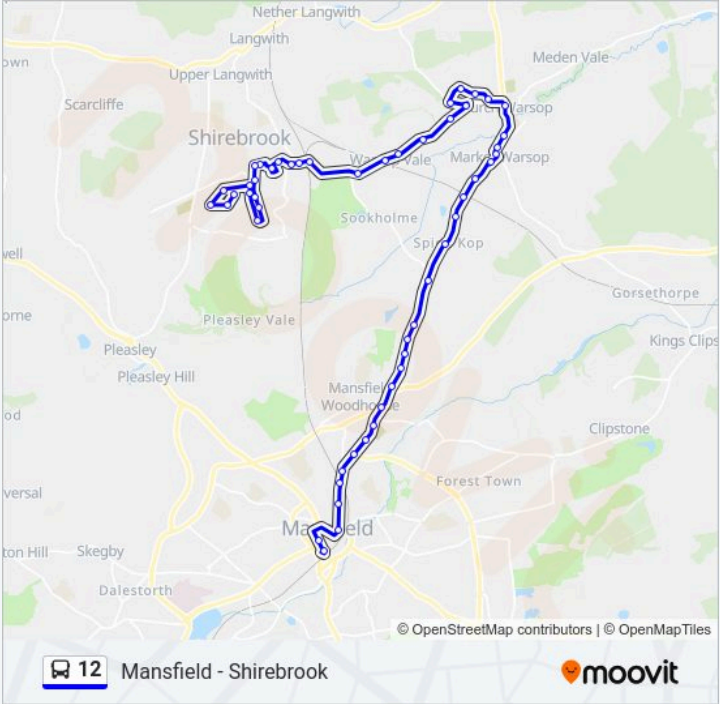 Nether Langwith
Langwith
own
Meden Vale
Upper Langwith
Scarcliffe
Church Warsop
Shirebrook
Warsop Vale
Market Warsop
Sookholme
Spion Kop
well
Gorsethorpe
ome
Pleasley Vale
Kings Clips
Pleasley
Pleasley Hill
Mansfield
Woodhouse
od
Clipstone
versal
Forest Town
Mansfield
ton Hill
Skegby
Dalestorth
© OpenStreetMap contributors | © OpenMapTiles
12
Mansfield - Shirebrook
moovit